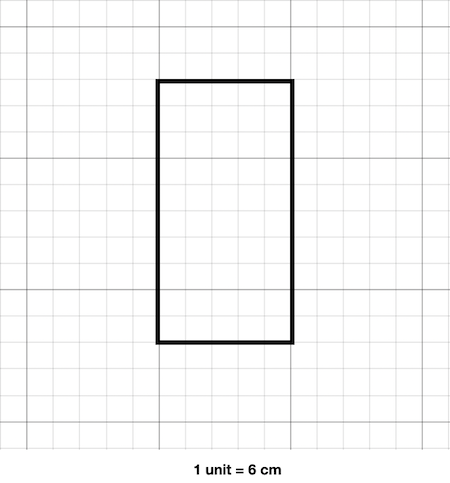 1 unit = 6 cm